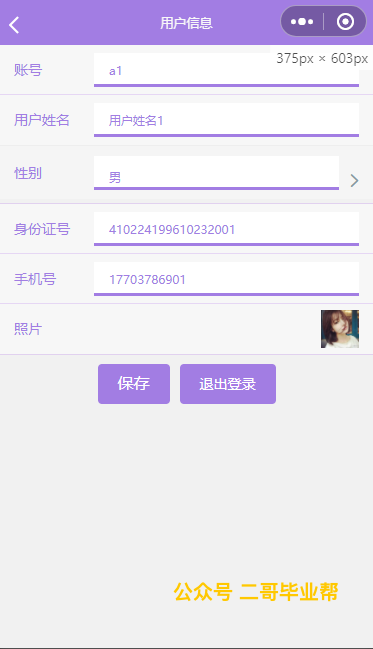 用户信息
375px × 603px
账号 a1
用户姓名 用户姓名1
性别 男
身份证号 410224199610232001
手机号 17703786901
照片
保存 退出登录
公众号 二哥毕业帮